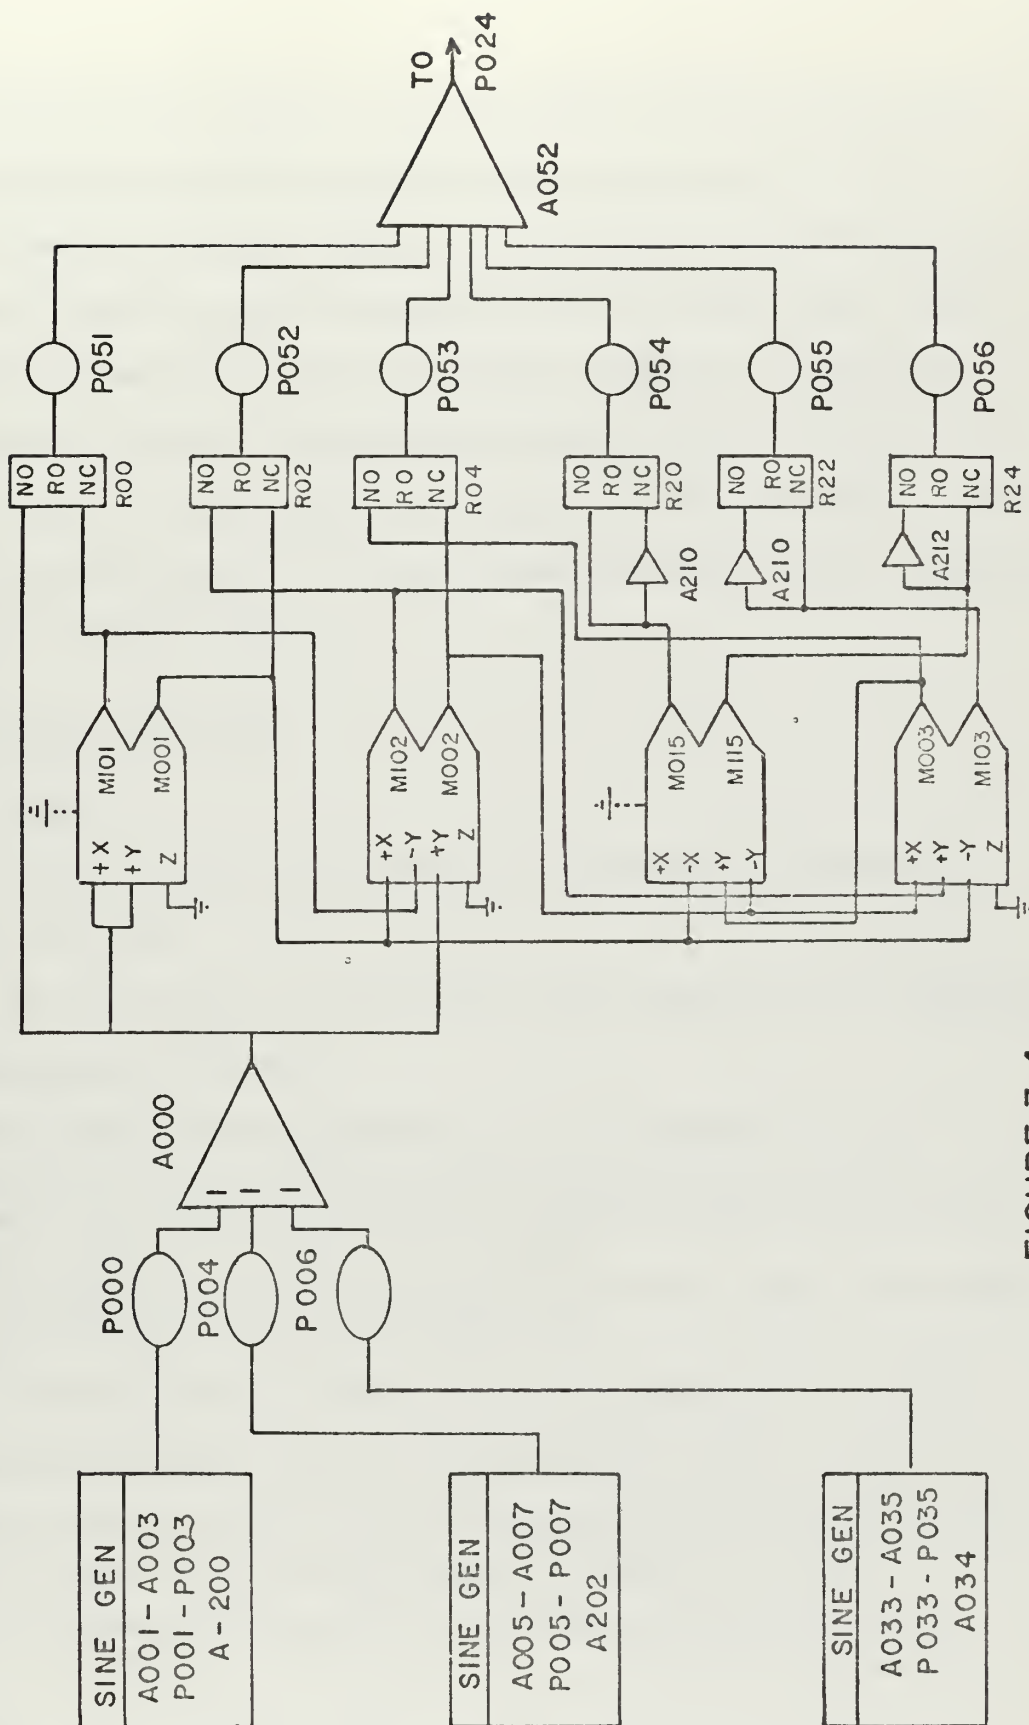 SINE GEN
A001-A003
P001-P003
A-200
SINE GEN
A005-A007
P005-P007
A202
SINE GEN
A033-A035
P033-P035
A034
P000
P004
P006
A000
+X
+Y
Z
M101
M001
+X
-Y
+Y
Z
M102
M002
+X
-X
+Y
-Y
M015
M115
+X
+Y
-Y
Z
M003
M103
A210
A210
A212
NO
RO
NC
R00
NO
RO
NC
R02
NO
RO
NC
R04
NO
RO
NC
R20
NO
RO
NC
R22
NO
RO
NC
R24
P051
P052
P053
P054
P055
P056
A052
TO
P024